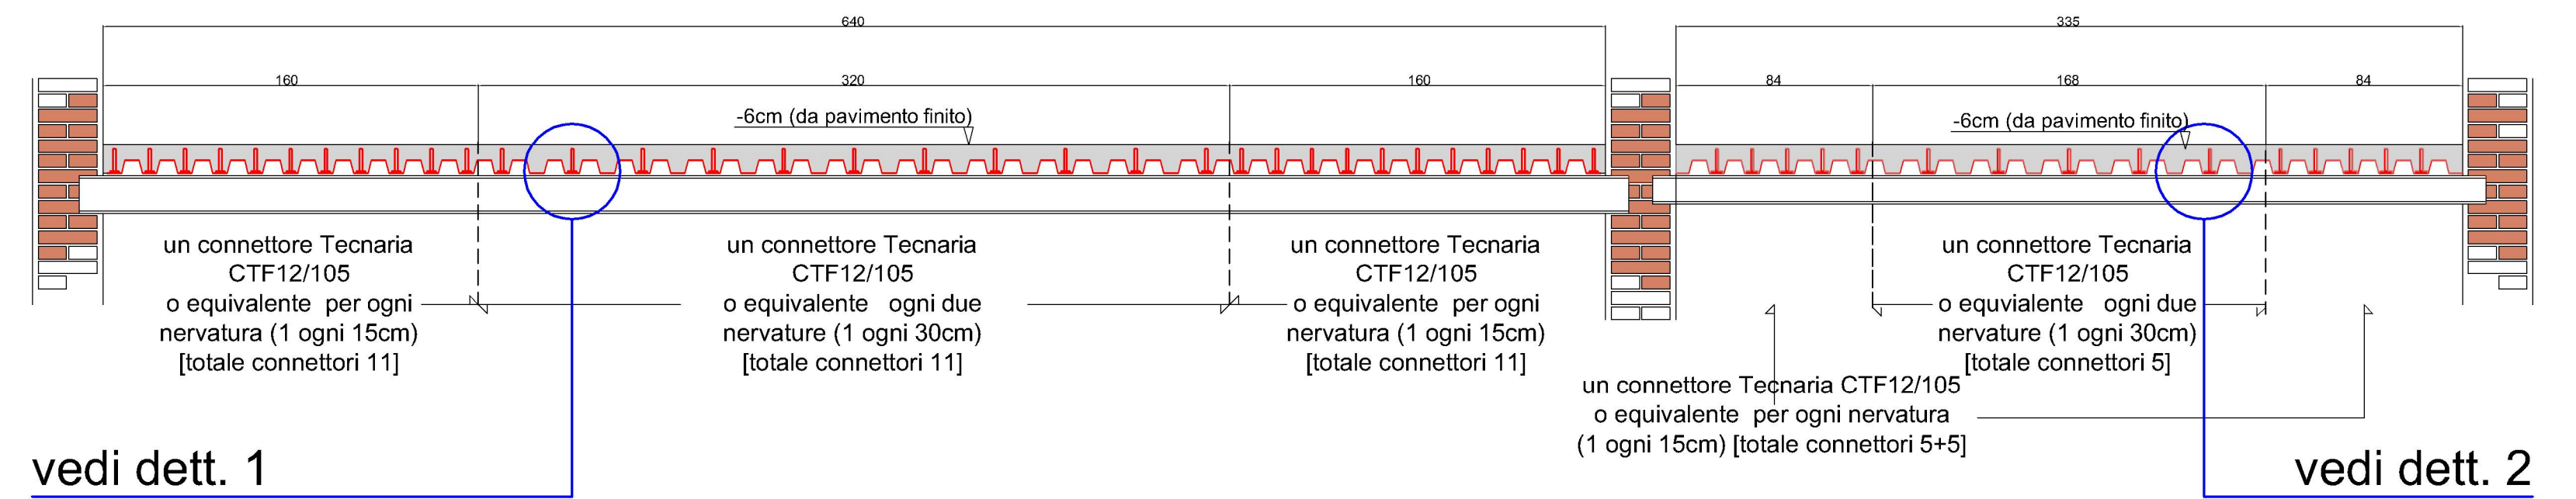 640
335
160
320
160
84
168
84
-6cm (da pavimento finito)
-6cm (da pavimento finito)
un connettore Tecnaria
CTF12/105
o equivalente per ogni
nervatura (1 ogni 15cm)
[totale connettori 11]
un connettore Tecnaria
CTF12/105
o equivalente ogni due
nervature (1 ogni 30cm)
[totale connettori 11]
un connettore Tecnaria
CTF12/105
o equivalente per ogni
nervatura (1 ogni 15cm)
[totale connettori 11]
un connettore Tecnaria
CTF12/105
o equvialente ogni due
nervature (1 ogni 30cm)
[totale connettori 5]
un connettore Tecnaria CTF12/105
o equivalente per ogni nervatura
(1 ogni 15cm) [totale connettori 5+5]
vedi dett. 1
vedi dett. 2